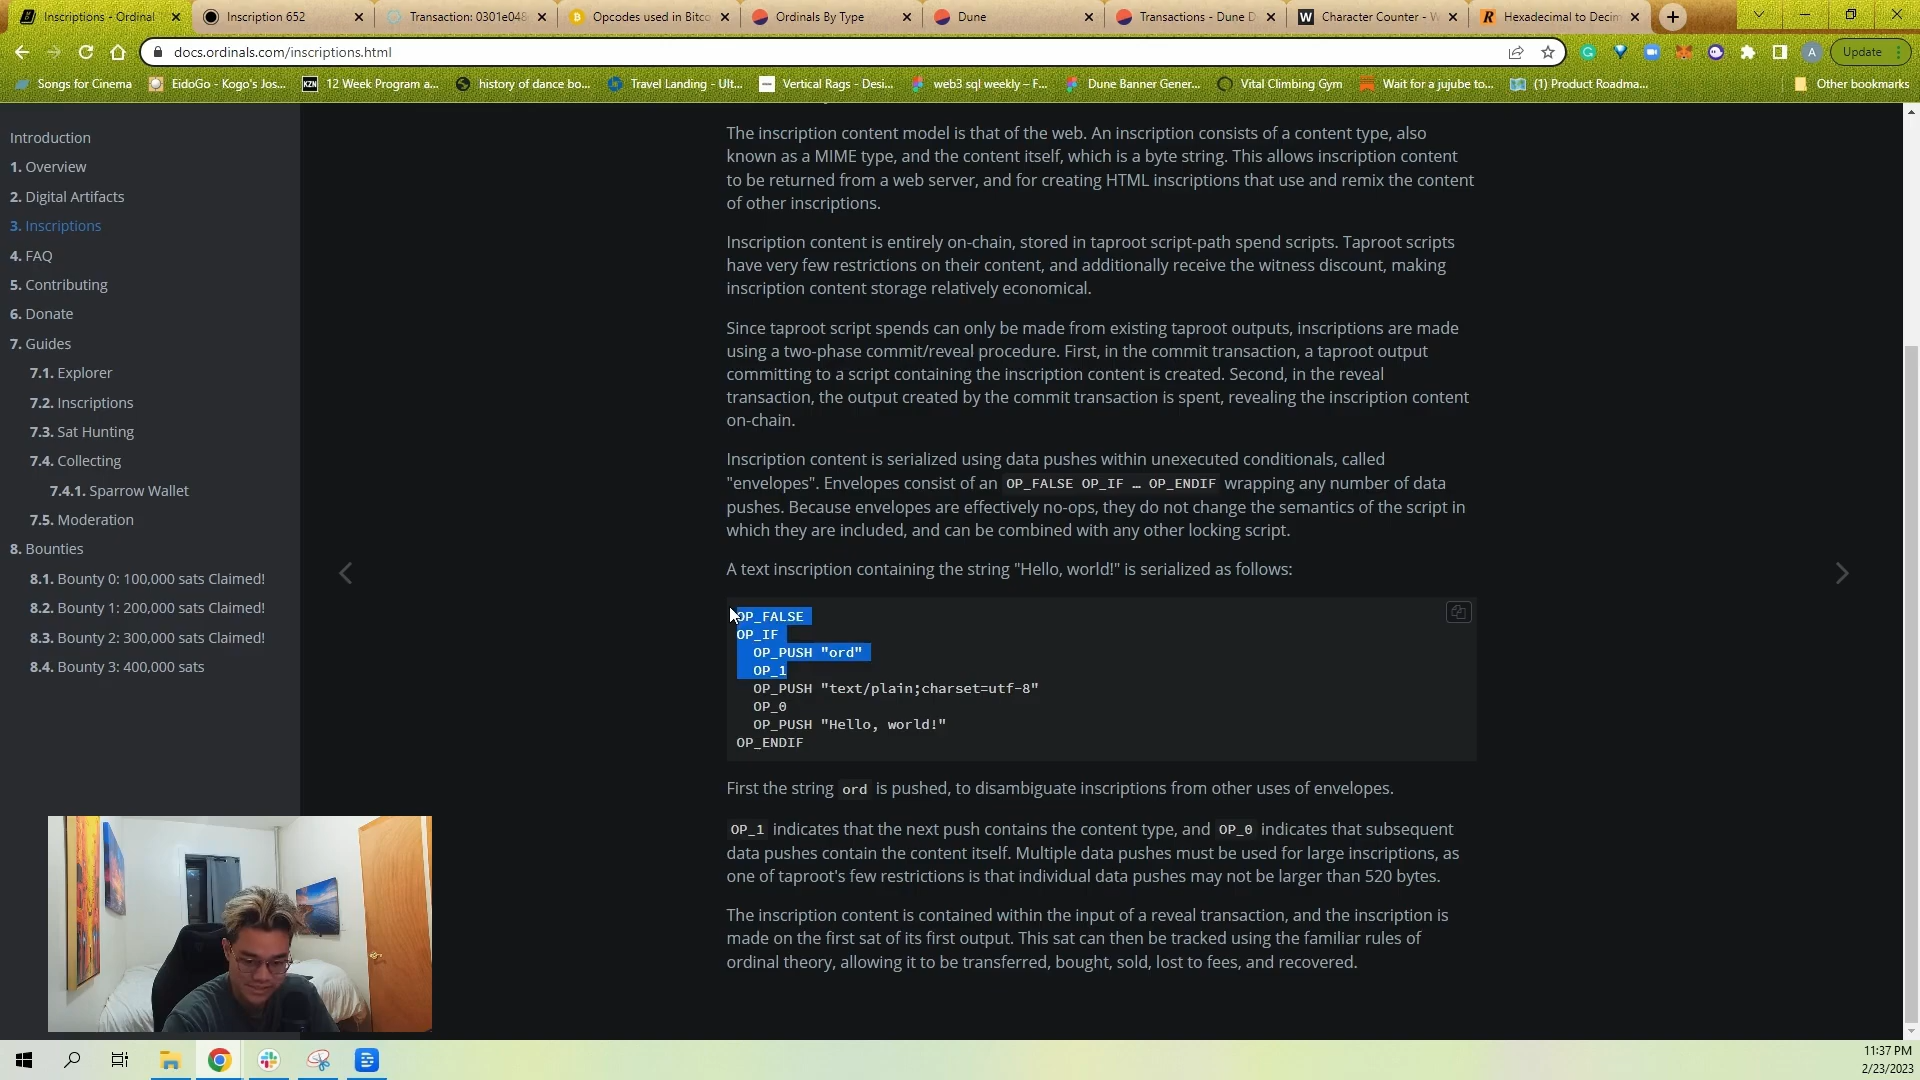 Inscriptions - Ordinal
Inscription 652
Transaction: 0301e048
Opcodes used in Bitco
Ordinals By Type
Dune
Transactions - Dune D
Character Counter - W
Hexadecimal to Decim
docs.ordinals.com/inscriptions.html
Update
Songs for Cinema
EidoGo - Kogo's Jos...
12 Week Program a...
history of dance bo...
Travel Landing - Ult...
Vertical Rags - Desi...
web3 sql weekly – F...
Dune Banner Gener...
Vital Climbing Gym
Wait for a jujube to...
(1) Product Roadma...
Other bookmarks
Introduction
1. Overview
2. Digital Artifacts
3. Inscriptions
4. FAQ
5. Contributing
6. Donate
7. Guides
7.1. Explorer
7.2. Inscriptions
7.3. Sat Hunting
7.4. Collecting
7.4.1. Sparrow Wallet
7.5. Moderation
8. Bounties
8.1. Bounty 0: 100,000 sats Claimed!
8.2. Bounty 1: 200,000 sats Claimed!
8.3. Bounty 2: 300,000 sats Claimed!
8.4. Bounty 3: 400,000 sats
The inscription content model is that of the web. An inscription consists of a content type, also
known as a MIME type, and the content itself, which is a byte string. This allows inscription content
to be returned from a web server, and for creating HTML inscriptions that use and remix the content
of other inscriptions.
Inscription content is entirely on-chain, stored in taproot script-path spend scripts. Taproot scripts
have very few restrictions on their content, and additionally receive the witness discount, making
inscription content storage relatively economical.
Since taproot script spends can only be made from existing taproot outputs, inscriptions are made
using a two-phase commit/reveal procedure. First, in the commit transaction, a taproot output
committing to a script containing the inscription content is created. Second, in the reveal
transaction, the output created by the commit transaction is spent, revealing the inscription content
on-chain.
Inscription content is serialized using data pushes within unexecuted conditionals, called
"envelopes". Envelopes consist of an OP_FALSE OP_IF … OP_ENDIF wrapping any number of data
pushes. Because envelopes are effectively no-ops, they do not change the semantics of the script in
which they are included, and can be combined with any other locking script.
A text inscription containing the string "Hello, world!" is serialized as follows:
OP_FALSE
OP_IF
OP_PUSH "ord"
OP_1
OP_PUSH "text/plain;charset=utf-8"
OP_0
OP_PUSH "Hello, world!"
OP_ENDIF
First the string ord is pushed, to disambiguate inscriptions from other uses of envelopes.
OP_1 indicates that the next push contains the content type, and OP_0 indicates that subsequent
data pushes contain the content itself. Multiple data pushes must be used for large inscriptions, as
one of taproot's few restrictions is that individual data pushes may not be larger than 520 bytes.
The inscription content is contained within the input of a reveal transaction, and the inscription is
made on the first sat of its first output. This sat can then be tracked using the familiar rules of
ordinal theory, allowing it to be transferred, bought, sold, lost to fees, and recovered.
11:37 PM
2/23/2023